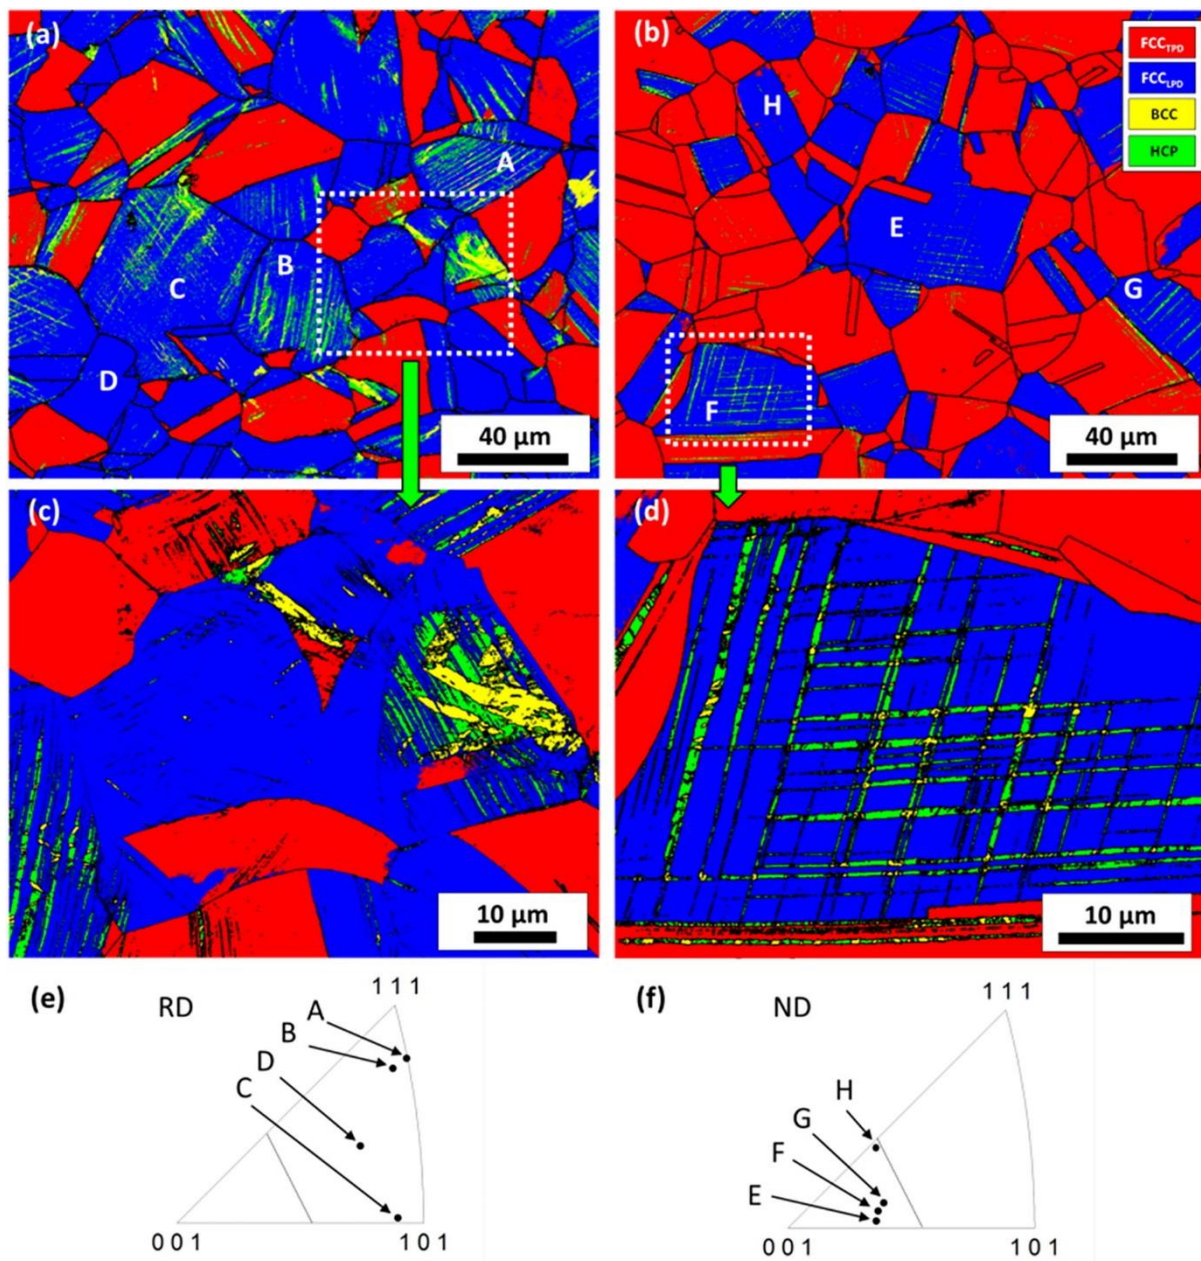 (a)
A
B
C
D
40 μm
(b)
FCC_TPD
FCC_LPD
BCC
HCP
H
E
G
F
40 μm
(c)
10 μm
(d)
10 μm
(e)
RD
1 1 1
A
B
D
C
0 0 1
1 0 1
(f)
ND
1 1 1
H
G
F
E
0 0 1
1 0 1